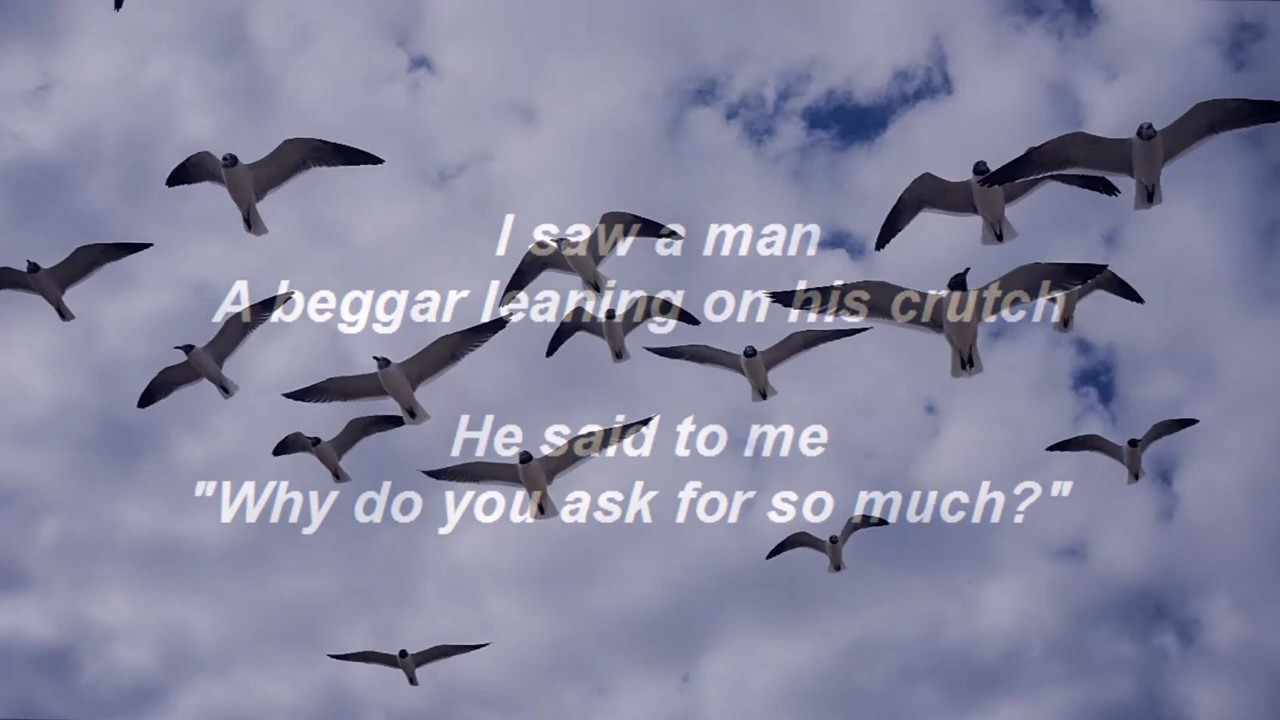 I saw a man
A beggar leaning on his crutch
He said to me
"Why do you ask for so much?"